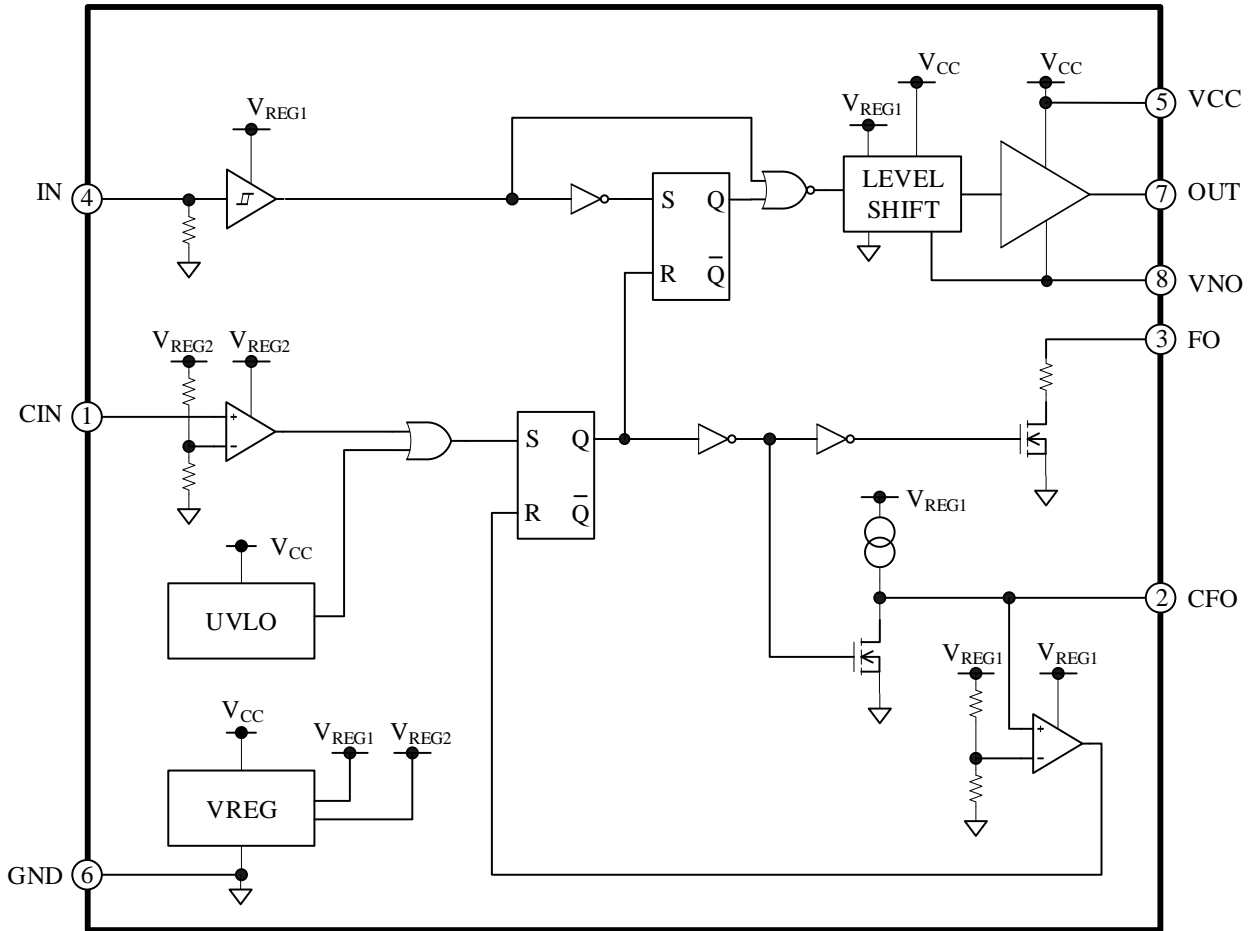 V_CC
V_CC
V_REG1
V_REG1
5 VCC
IN 4
LEVEL
SHIFT
7 OUT
S Q
R Q̅
8 VNO
3 FO
V_REG2 V_REG2
CIN 1
+
−
S Q
R Q̅
V_REG1
V_CC
UVLO
2 CFO
V_REG1 V_REG1
+
−
V_CC
V_REG1 V_REG2
VREG
GND 6